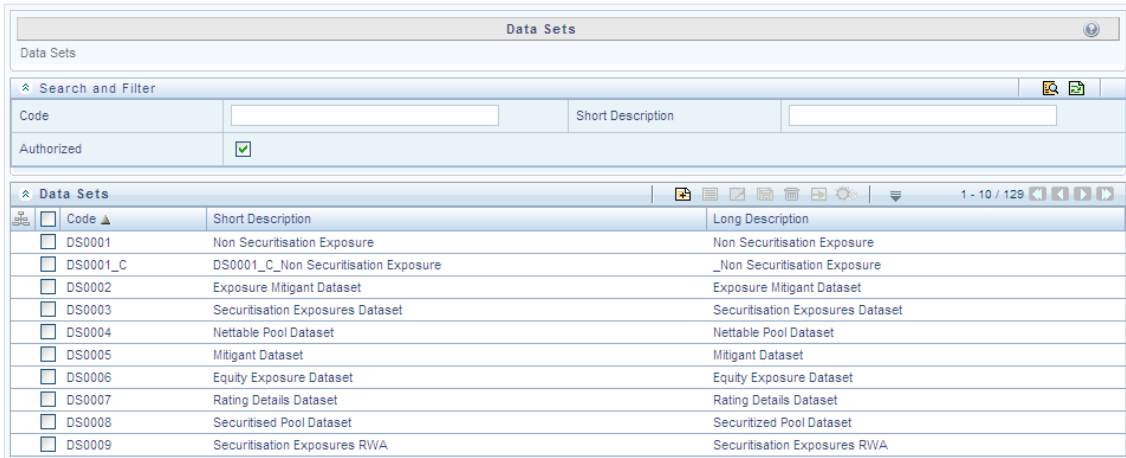 Data Sets
Data Sets
Search and Filter
Code Short Description
Authorized
Data Sets 1 - 10 / 129
Code Short Description Long Description
DS0001 Non Securitisation Exposure Non Securitisation Exposure
DS0001_C DS0001_C_Non Securitisation Exposure _Non Securitisation Exposure
DS0002 Exposure Mitigant Dataset Exposure Mitigant Dataset
DS0003 Securitisation Exposures Dataset Securitisation Exposures Dataset
DS0004 Nettable Pool Dataset Nettable Pool Dataset
DS0005 Mitigant Dataset Mitigant Dataset
DS0006 Equity Exposure Dataset Equity Exposure Dataset
DS0007 Rating Details Dataset Rating Details Dataset
DS0008 Securitised Pool Dataset Securitized Pool Dataset
DS0009 Securitisation Exposures RWA Securitisation Exposures RWA